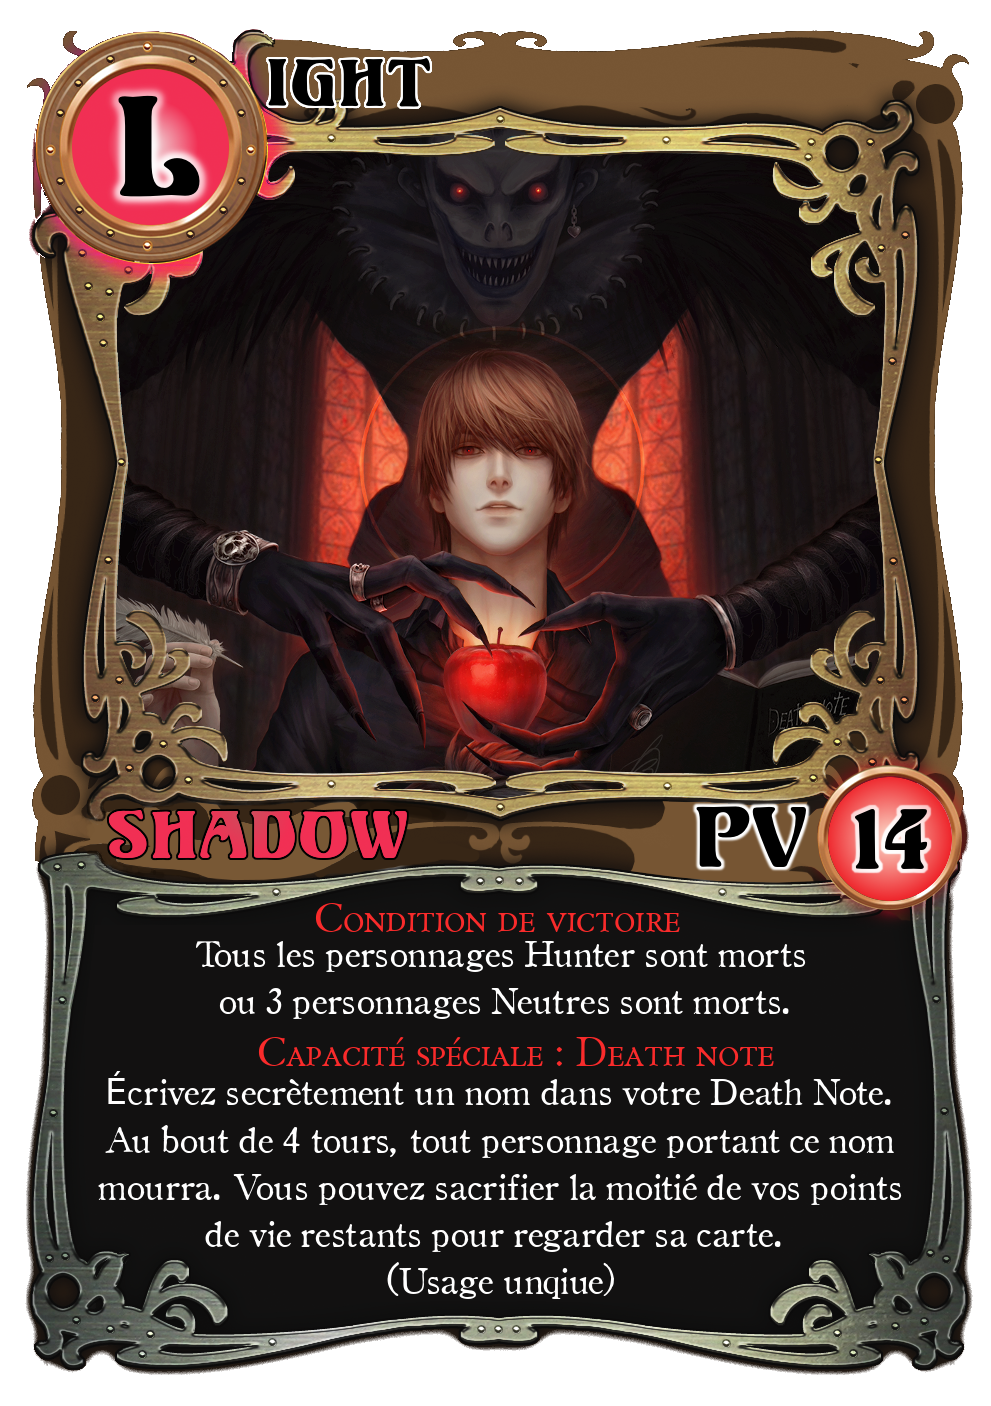 LIGHT
DEATH NOTE
SHADOW
PV 14
Condition de victoire
Tous les personnages Hunter sont morts
ou 3 personnages Neutres sont morts.
Capacité spéciale : Death note
Écrivez secrètement un nom dans votre Death Note.
Au bout de 4 tours, tout personnage portant ce nom
mourra. Vous pouvez sacrifier la moitié de vos points
de vie restants pour regarder sa carte.
(Usage unqiue)